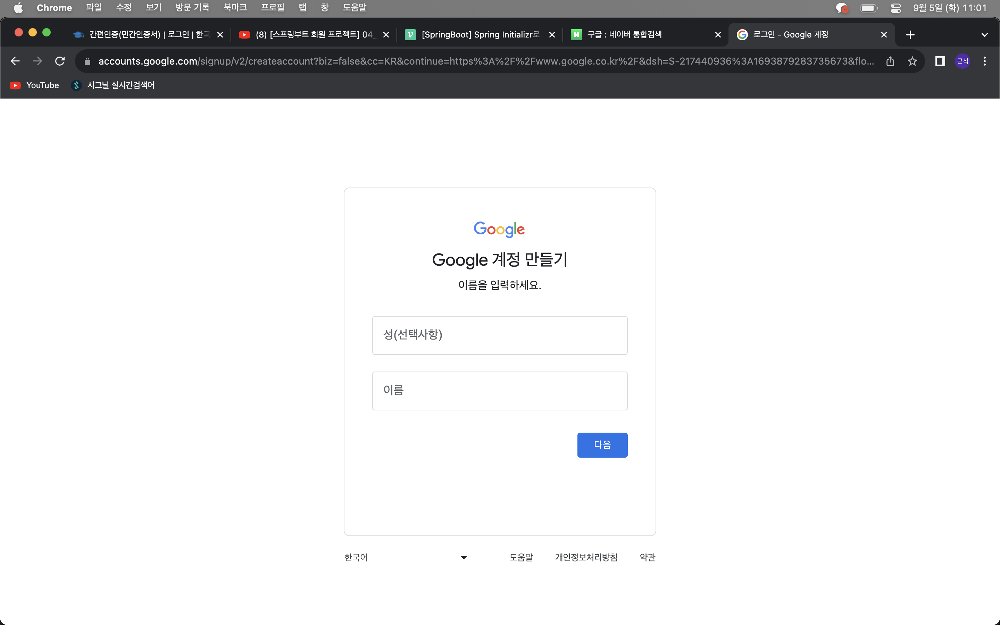 Chrome 파일 수정 보기 방문 기록 북마크 프로필 탭 창 도움말 9월 5일 (화) 11:01
간편인증(민간인증서) | 로그인 | 한국 (8) [스프링부트 회원 프로젝트] 04_ [SpringBoot] Spring Initializr로 구글 : 네이버 통합검색 로그인 - Google 계정
accounts.google.com/signup/v2/createaccount?biz=false&cc=KR&continue=https%3A%2F%2Fwww.google.co.kr%2F&dsh=S-217440936%3A1693879283735673&flo... 근식
YouTube 시그널 실시간검색어
Google
Google 계정 만들기
이름을 입력하세요.
성(선택사항)
이름
다음
한국어 도움말 개인정보처리방침 약관